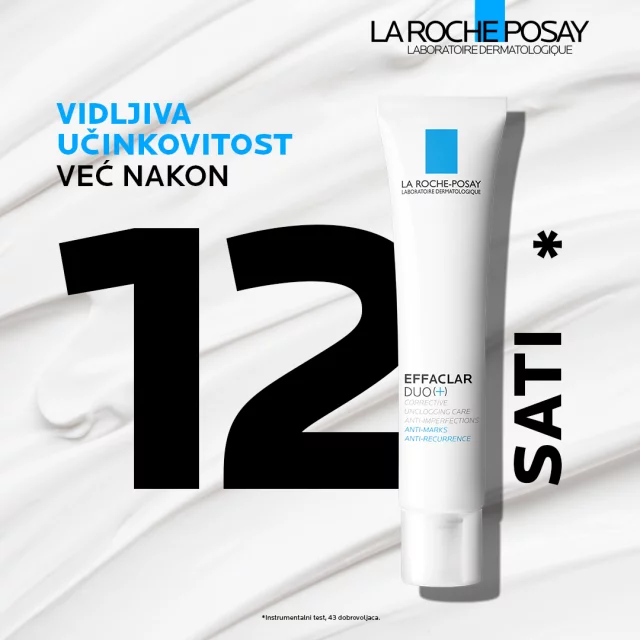 LA ROCHE POSAY
LABORATOIRE DERMATOLOGIQUE
VIDLJIVA
UČINKOVITOST
VEĆ NAKON
12
SATI *
LA ROCHE-POSAY
LABORATOIRE DERMATOLOGIQUE
EFFACLAR
DUO(+)
CORRECTIVE
UNCLOGGING CARE
ANTI-IMPERFECTIONS
ANTI-MARKS
ANTI-RECURRENCE
*Instrumentalni test, 43 dobrovoljaca.